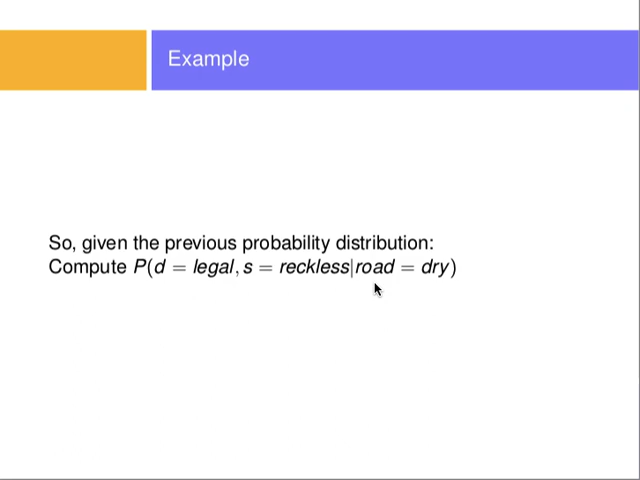 Example
So, given the previous probability distribution:
Compute P(d = legal, s = reckless|road = dry)